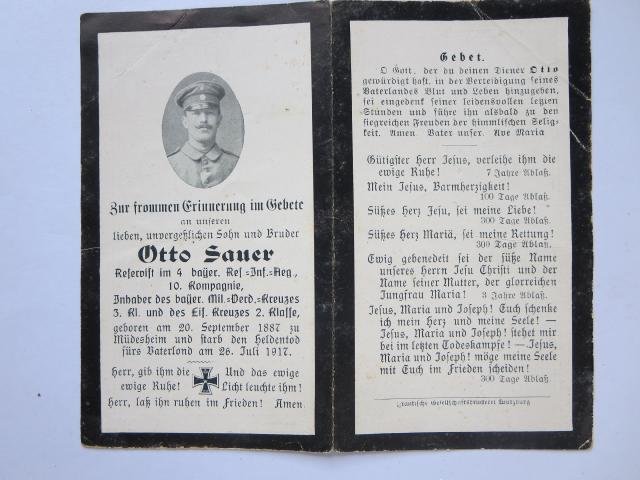 Zur frommen Erinnerung im Gebete
an unseren
lieben, unvergeßlichen Sohn und Bruder
Otto Sauer
Reservist im 4 bayer. Res.=Inf.=Reg.,
10. Kompagnie,
Inhaber des bayer. Mil.=Verd.=Kreuzes
3. Kl. und des Eis. Kreuzes 2. Klasse,
geboren am 20. September 1887 zu
Müdesheim und starb den Heldentod
fürs Vaterlond am 26. Juli 1917.
Herr, gib ihm die Und das ewige
ewige Ruhe! Licht leuchte ihm!
Herr, laß ihn ruhen im Frieden! Amen
Gebet.
O Gott, der du deinen Diener Otto
gewürdigt hast, in der Verteidigung seines
Vaterlandes Blut und Leben hinzugeben,
sei eingedenk seiner leidensvollen letzten
Stunden und führe ihn alsbald zu den
siegreichen Freuden der himmlischen Selig=
keit. Amen. Vater unser. Ave Maria
Gütigster Herr Jesus, verleihe ihm die
ewige Ruhe! 7 Jahre Ablaß.
Mein Jesus, Barmherzigkeit!
100 Tage Ablaß.
Süßes Herz Jesu, sei meine Liebe!
300 Tage Ablaß.
Süßes Herz Mariä, sei meine Rettung!
300 Tage Ablaß.
Ewig gebenedeit sei der süße Name
unseres Herrn Jesu Christi und der
Name seiner Mutter, der glorreichen
Jungfrau Maria! 3 Jahre Ablaß.
Jesus, Maria und Joseph! Euch schenke
ich mein Herz und meine Seele! —
Jesus, Maria und Joseph! stehet mir
bei im letzten Todeskampfe! — Jesus,
Maria und Joseph! möge meine Seele
mit Euch im Frieden scheiden!
300 Tage Ablaß.
Fränkische Gesellschaftsdruckerei Würzburg